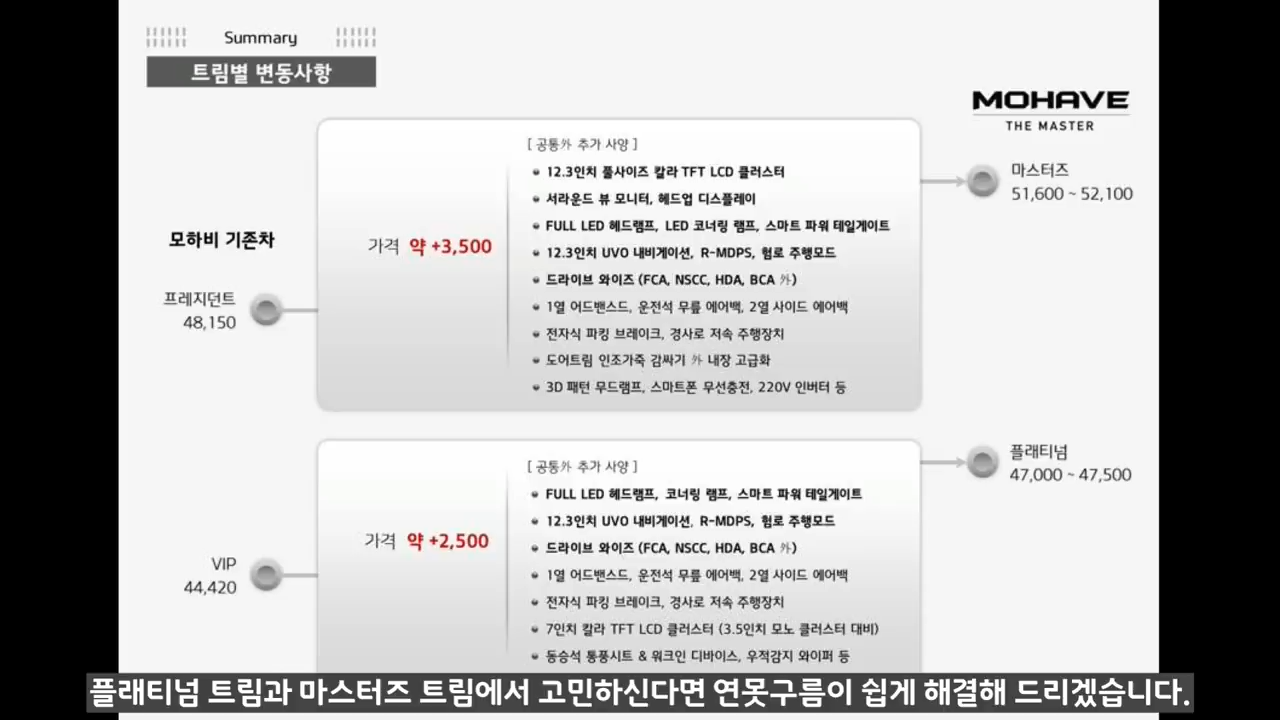 Summary
트림별 변동사항
MOHAVE
THE MASTER
모하비 기존차
프레지던트
48,150
가격 약 +3,500
[ 공통外 추가 사양 ]
12.3인치 풀사이즈 칼라 TFT LCD 클러스터
서라운드 뷰 모니터, 헤드업 디스플레이
FULL LED 헤드램프, LED 코너링 램프, 스마트 파워 테일게이트
12.3인치 UVO 내비게이션, R-MDPS, 험로 주행모드
드라이브 와이즈 (FCA, NSCC, HDA, BCA 外)
1열 어드밴스드, 운전석 무릎 에어백, 2열 사이드 에어백
전자식 파킹 브레이크, 경사로 저속 주행장치
도어트림 인조가죽 감싸기 外 내장 고급화
3D 패턴 무드램프, 스마트폰 무선충전, 220V 인버터 등
마스터즈
51,600 ~ 52,100
VIP
44,420
가격 약 +2,500
[ 공통外 추가 사양 ]
FULL LED 헤드램프, 코너링 램프, 스마트 파워 테일게이트
12.3인치 UVO 내비게이션, R-MDPS, 험로 주행모드
드라이브 와이즈 (FCA, NSCC, HDA, BCA 外)
1열 어드밴스드, 운전석 무릎 에어백, 2열 사이드 에어백
전자식 파킹 브레이크, 경사로 저속 주행장치
7인치 칼라 TFT LCD 클러스터 (3.5인치 모노 클러스터 대비)
동승석 통풍시트 & 워크인 디바이스, 우적감지 와이퍼 등
플래티넘
47,000 ~ 47,500
플래티넘 트림과 마스터즈 트림에서 고민하신다면 연못구름이 쉽게 해결해 드리겠습니다.